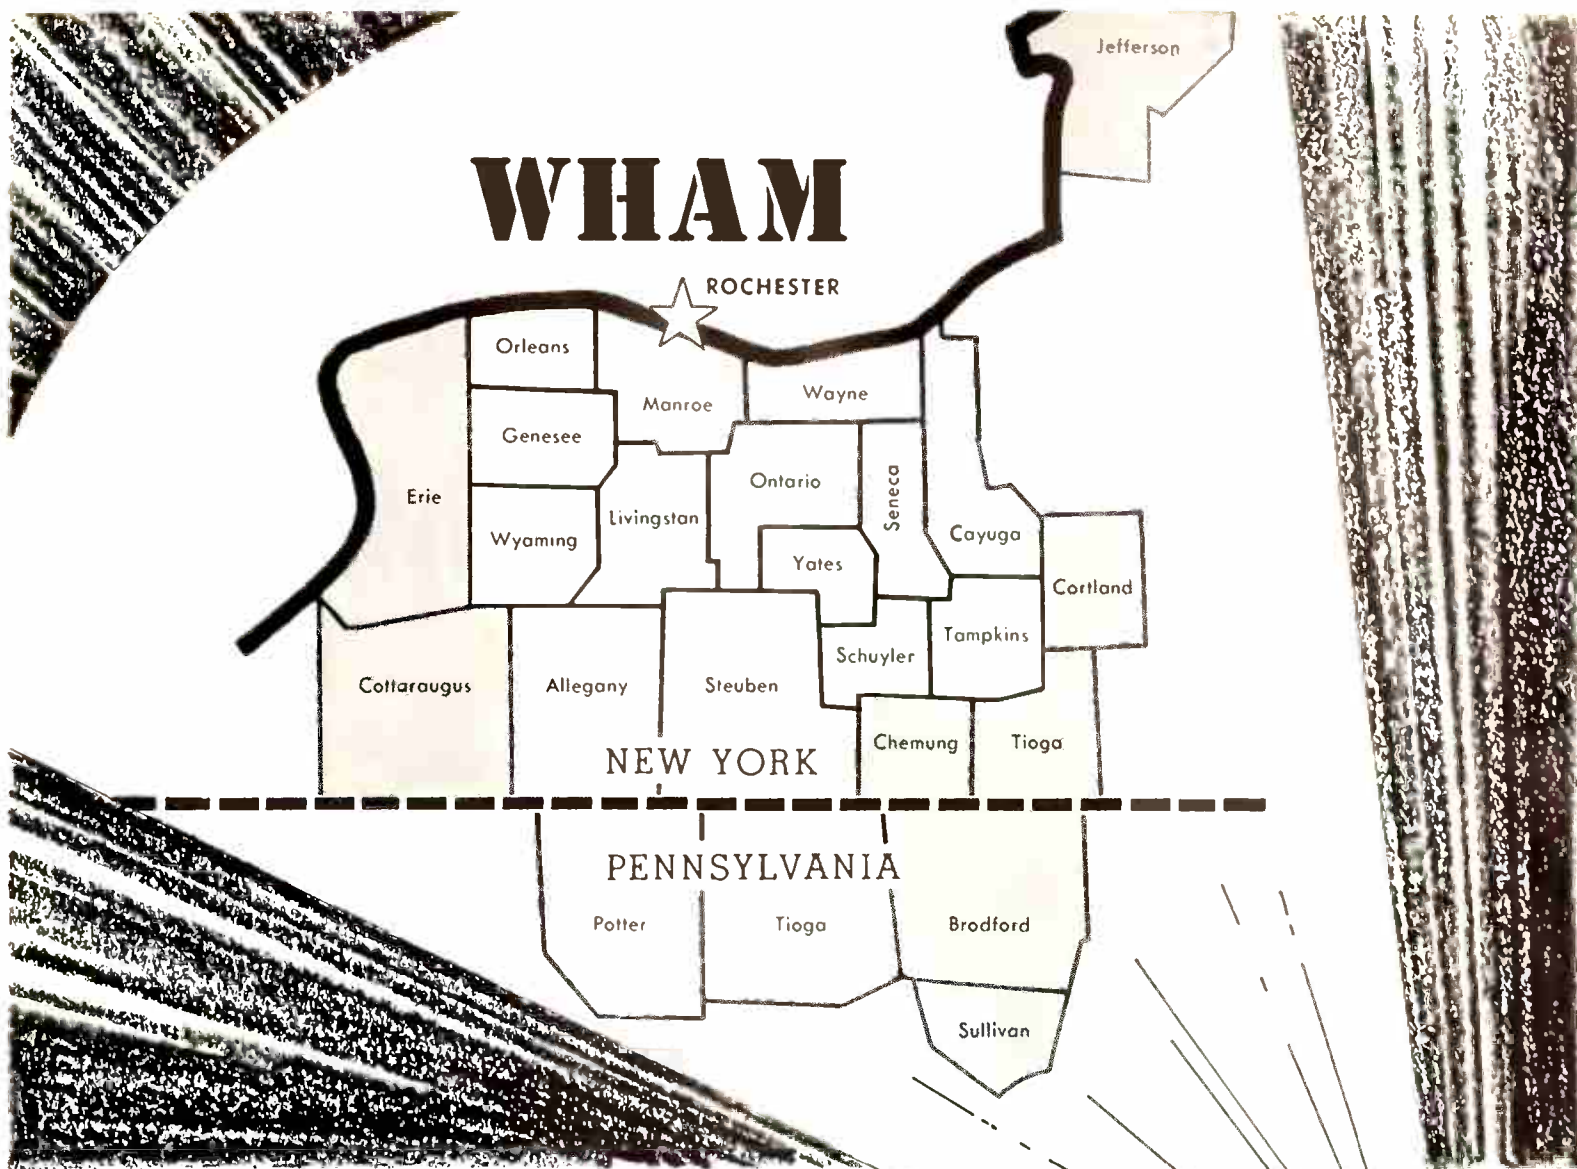 Jefferson
WHAM
ROCHESTER
Orleans
Manroe
Wayne
Genesee
Ontario
Seneca
Erie
Livingstan
Wyaming
Cayuga
Yates
Cortland
Tampkins
Schuyler
Cottaraugus
Allegany
Steuben
Chemung
Tioga
NEW YORK
PENNSYLVANIA
Potter
Tioga
Brodford
Sullivan